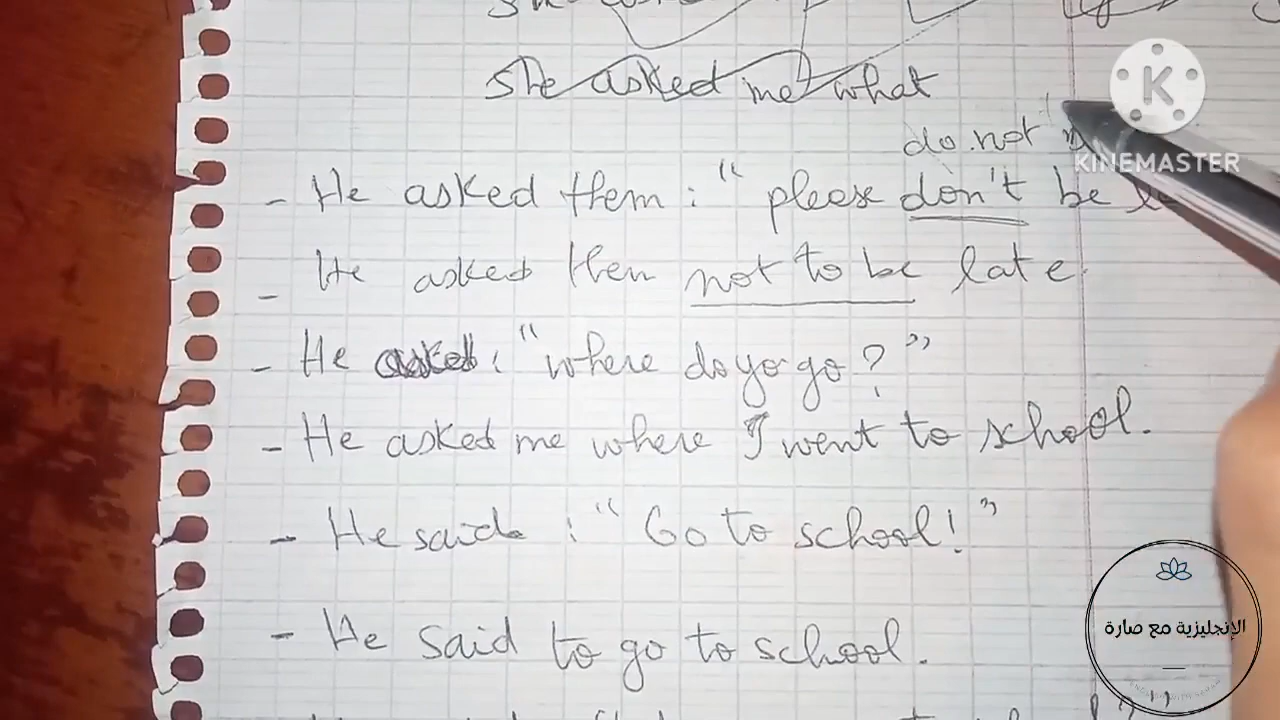 She asked me what
do not
- He asked them : "please don't be
- He asked them not to be late.
- He asked : "where do yo go ? "
- He asked me where I went to school.
- He said : " Go to school ! "
- He said to go to school.
K
KINEMASTER
الإنجليزية مع صارة